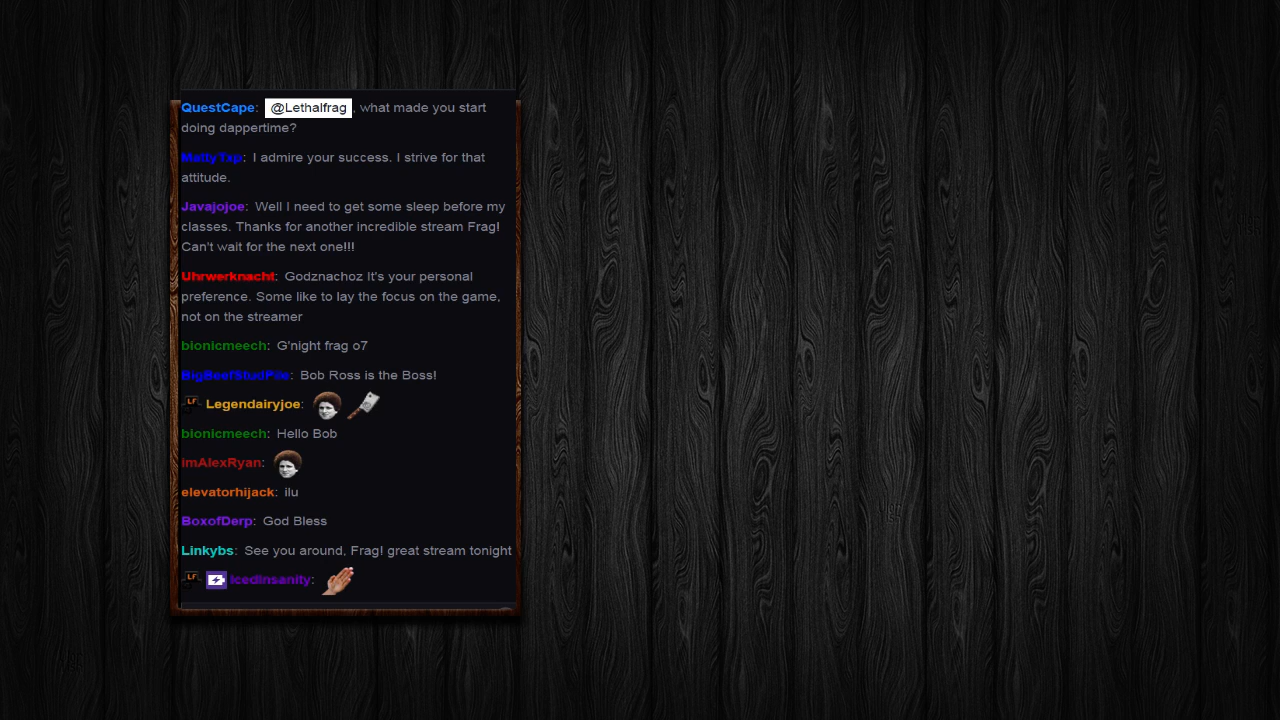 QuestCape: @Lethalfrag, what made you start
doing dappertime?
MattyTxp: I admire your success. I strive for that
attitude.
Javajojoe: Well I need to get some sleep before my
classes. Thanks for another incredible stream Frag!
Can't wait for the next one!!!
Uhrwerknacht: Godznachoz It's your personal
preference. Some like to lay the focus on the game,
not on the streamer
bionicmeech: G'night frag o7
BigBeefStudPile: Bob Ross is the Boss!
LF Legendairyjoe:
bionicmeech: Hello Bob
imAlexRyan:
elevatorhijack: ilu
BoxofDerp: God Bless
Linkybs: See you around, Frag! great stream tonight
LF IcedInsanity: